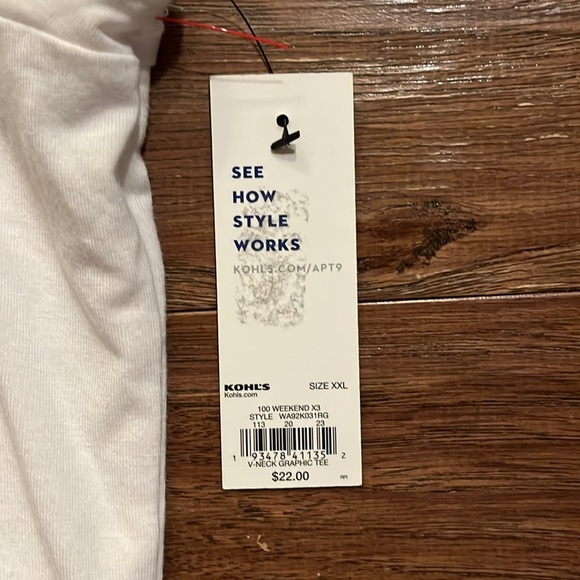 SEE
HOW
STYLE
WORKS
KOHLS.COM/APT9
KOHL'S SIZE XXL
Kohls.com
100 WEEKEND X3
STYLE WA92K031RG
113 20 23
1 93478 41135 2
V-NECK GRAPHIC TEE
$22.00